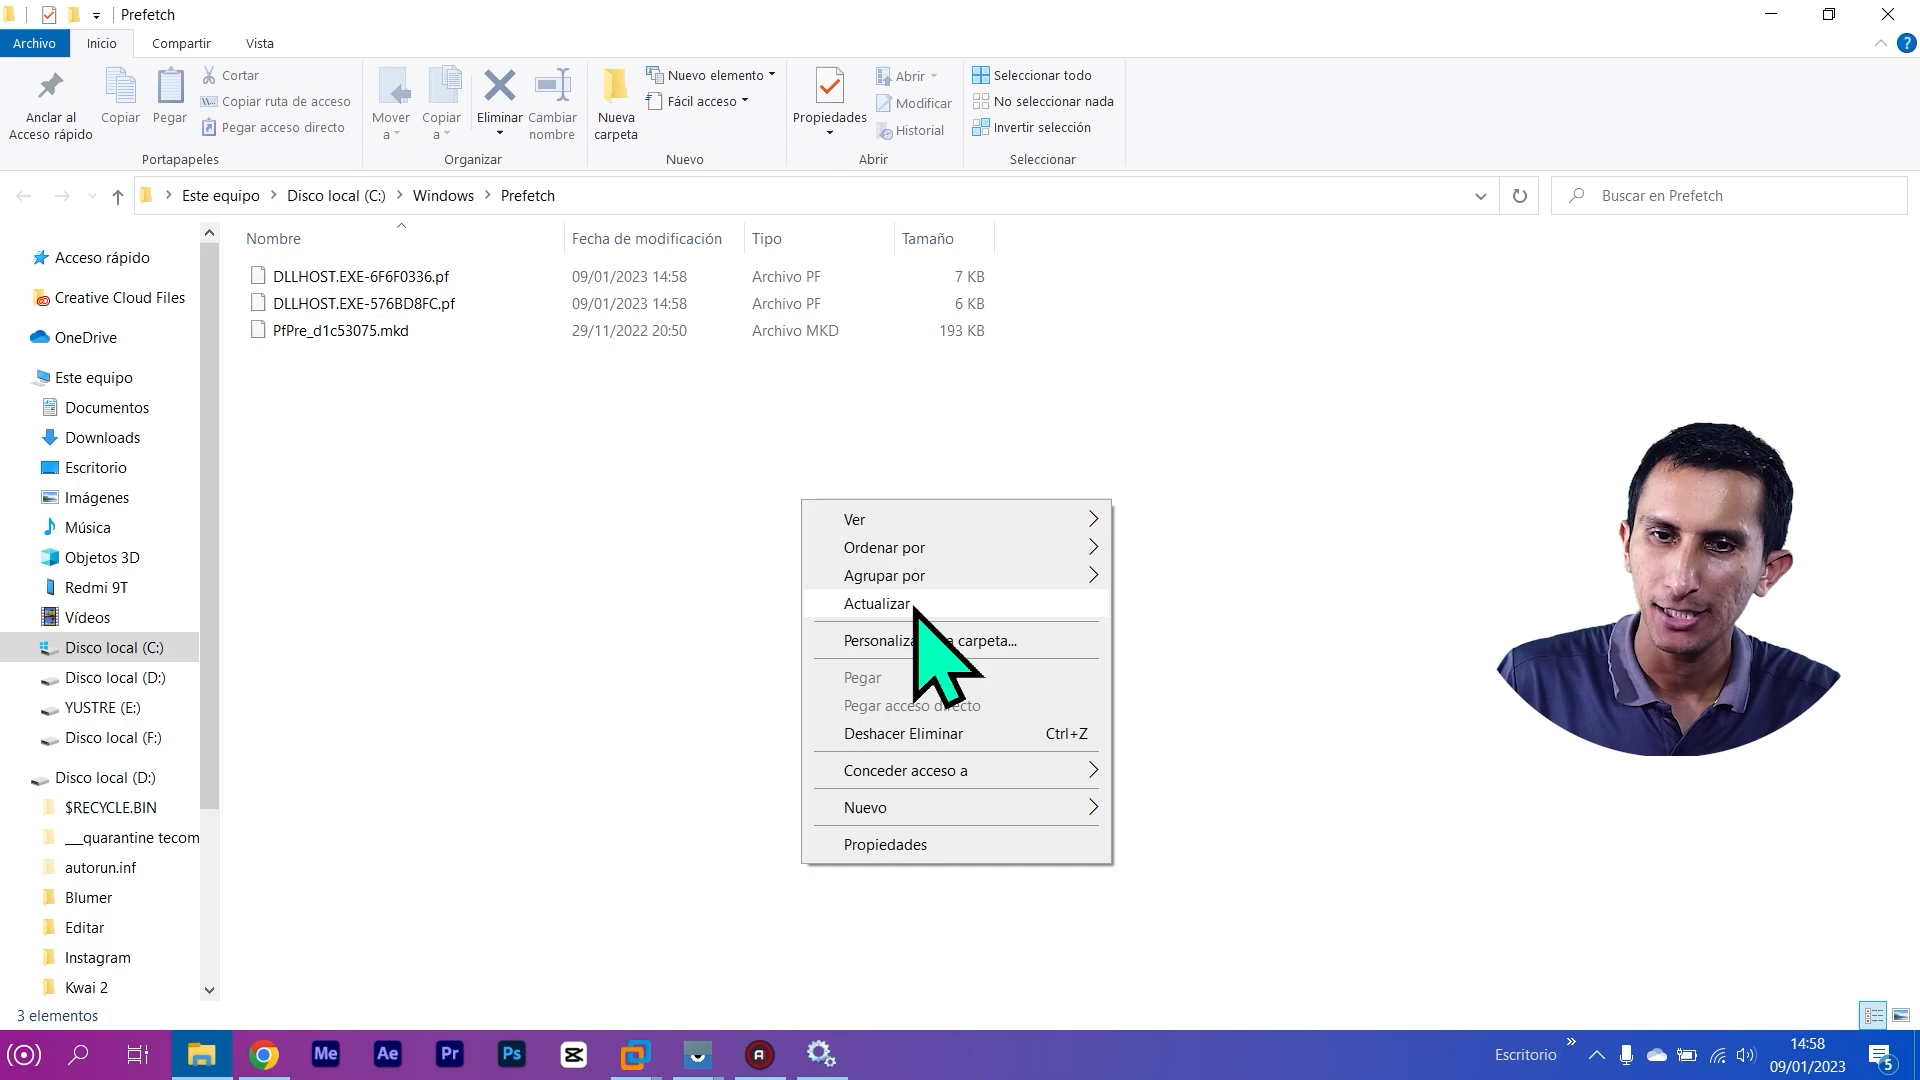 Prefetch
Archivo
Inicio
Compartir
Vista
?
Anclar al
Acceso rápido
Copiar
Pegar
Cortar
Copiar ruta de acceso
Pegar acceso directo
Portapapeles
Mover
a
Copiar
a
Eliminar
Cambiar
nombre
Organizar
Nueva
carpeta
Nuevo elemento
Fácil acceso
Nuevo
Propiedades
Abrir
Modificar
Historial
Abrir
Seleccionar todo
No seleccionar nada
Invertir selección
Seleccionar
Este equipo > Disco local (C:) > Windows > Prefetch
Buscar en Prefetch
Nombre Fecha de modificación Tipo Tamaño
DLLHOST.EXE-6F6F0336.pf 09/01/2023 14:58 Archivo PF 7 KB
DLLHOST.EXE-576BD8FC.pf 09/01/2023 14:58 Archivo PF 6 KB
PfPre_d1c53075.mkd 29/11/2022 20:50 Archivo MKD 193 KB
Acceso rápido
Creative Cloud Files
OneDrive
Este equipo
Documentos
Downloads
Escritorio
Imágenes
Música
Objetos 3D
Redmi 9T
Vídeos
Disco local (C:)
Disco local (D:)
YUSTRE (E:)
Disco local (F:)
Disco local (D:)
$RECYCLE.BIN
__quarantine tecom
autorun.inf
Blumer
Editar
Instagram
Kwai 2
Ver
Ordenar por
Agrupar por
Actualizar
carpeta...
Pegar
Pegar acceso directo
Deshacer Eliminar Ctrl+Z
Conceder acceso a
Nuevo
Propiedades
3 elementos
Me
Ae
Pr
Ps
Escritorio
14:58
09/01/2023
5